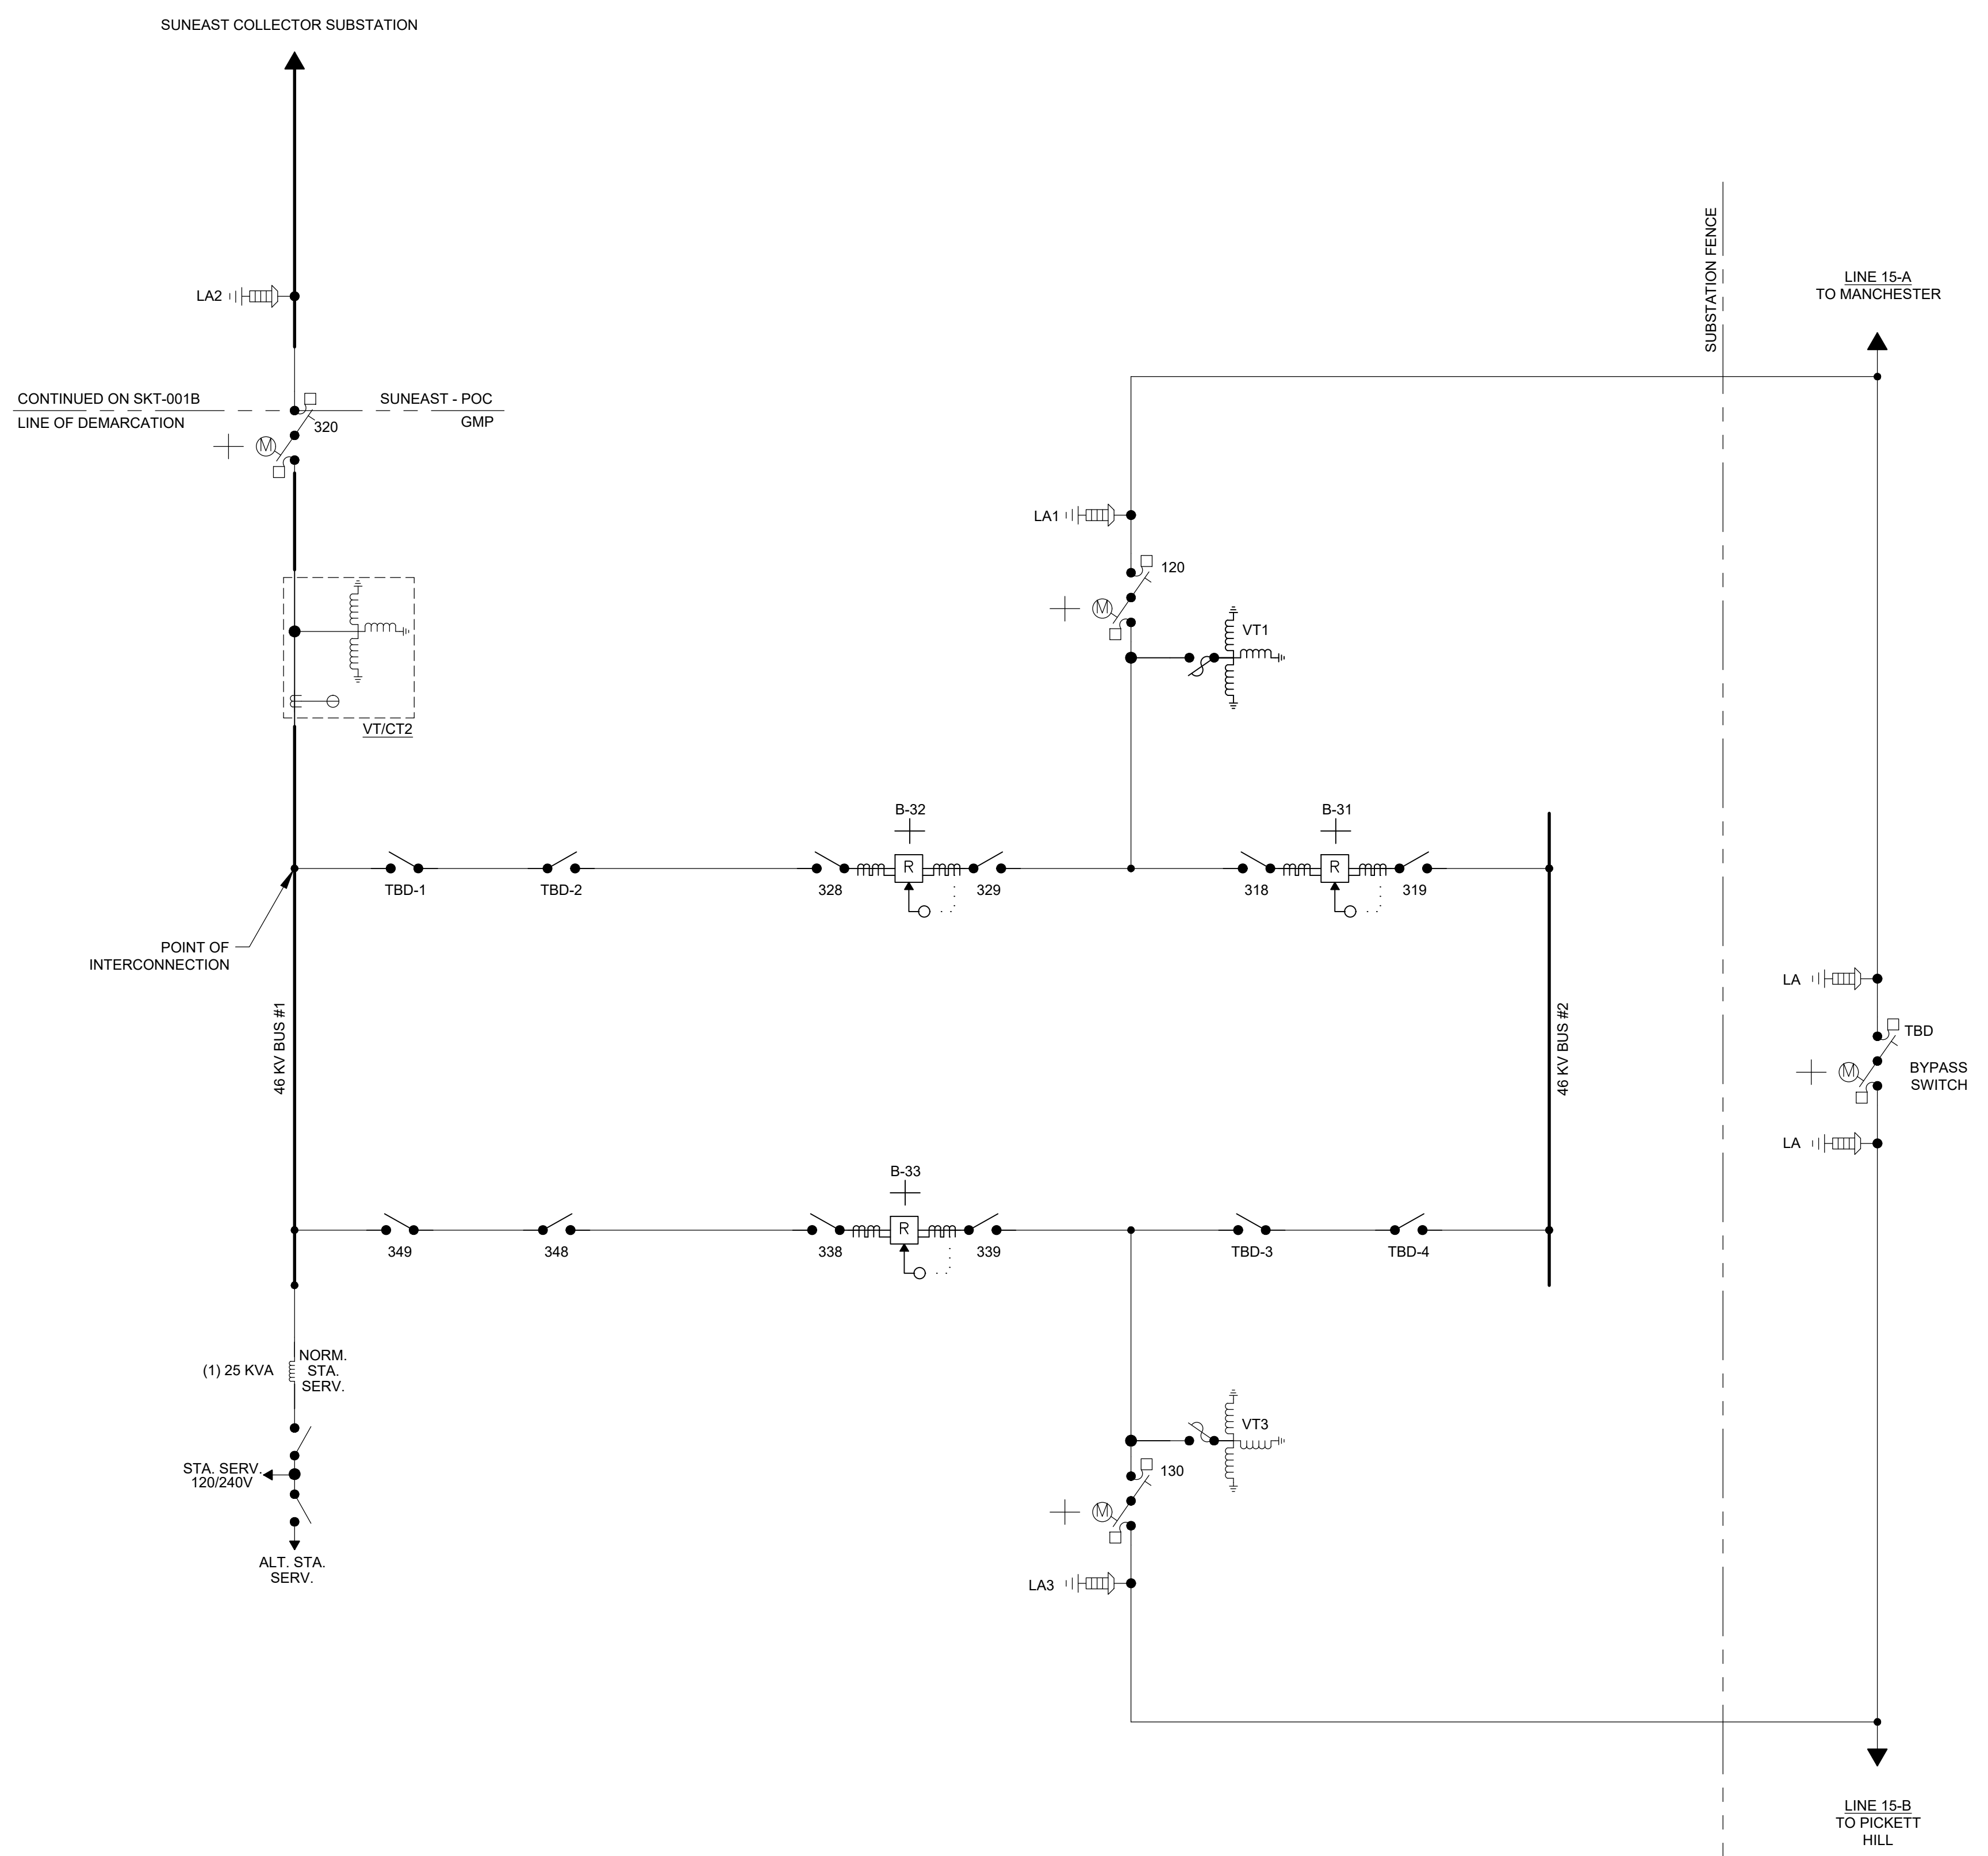 SUNEAST COLLECTOR SUBSTATION
SUBSTATION FENCE
LINE 15-A
TO MANCHESTER
LA2
CONTINUED ON SKT-001B
SUNEAST - POC
LINE OF DEMARCATION
GMP
320
M
LA1
120
M
VT1
VT/CT2
B-32
B-31
R
R
TBD-1
TBD-2
328
329
318
319
POINT OF
INTERCONNECTION
46 KV BUS #1
46 KV BUS #2
LA
TBD
M
BYPASS
SWITCH
LA
B-33
R
349
348
338
339
TBD-3
TBD-4
(1) 25 KVA
NORM.
STA.
SERV.
STA. SERV.
120/240V
ALT. STA.
SERV.
VT3
130
M
LA3
LINE 15-B
TO PICKETT
HILL